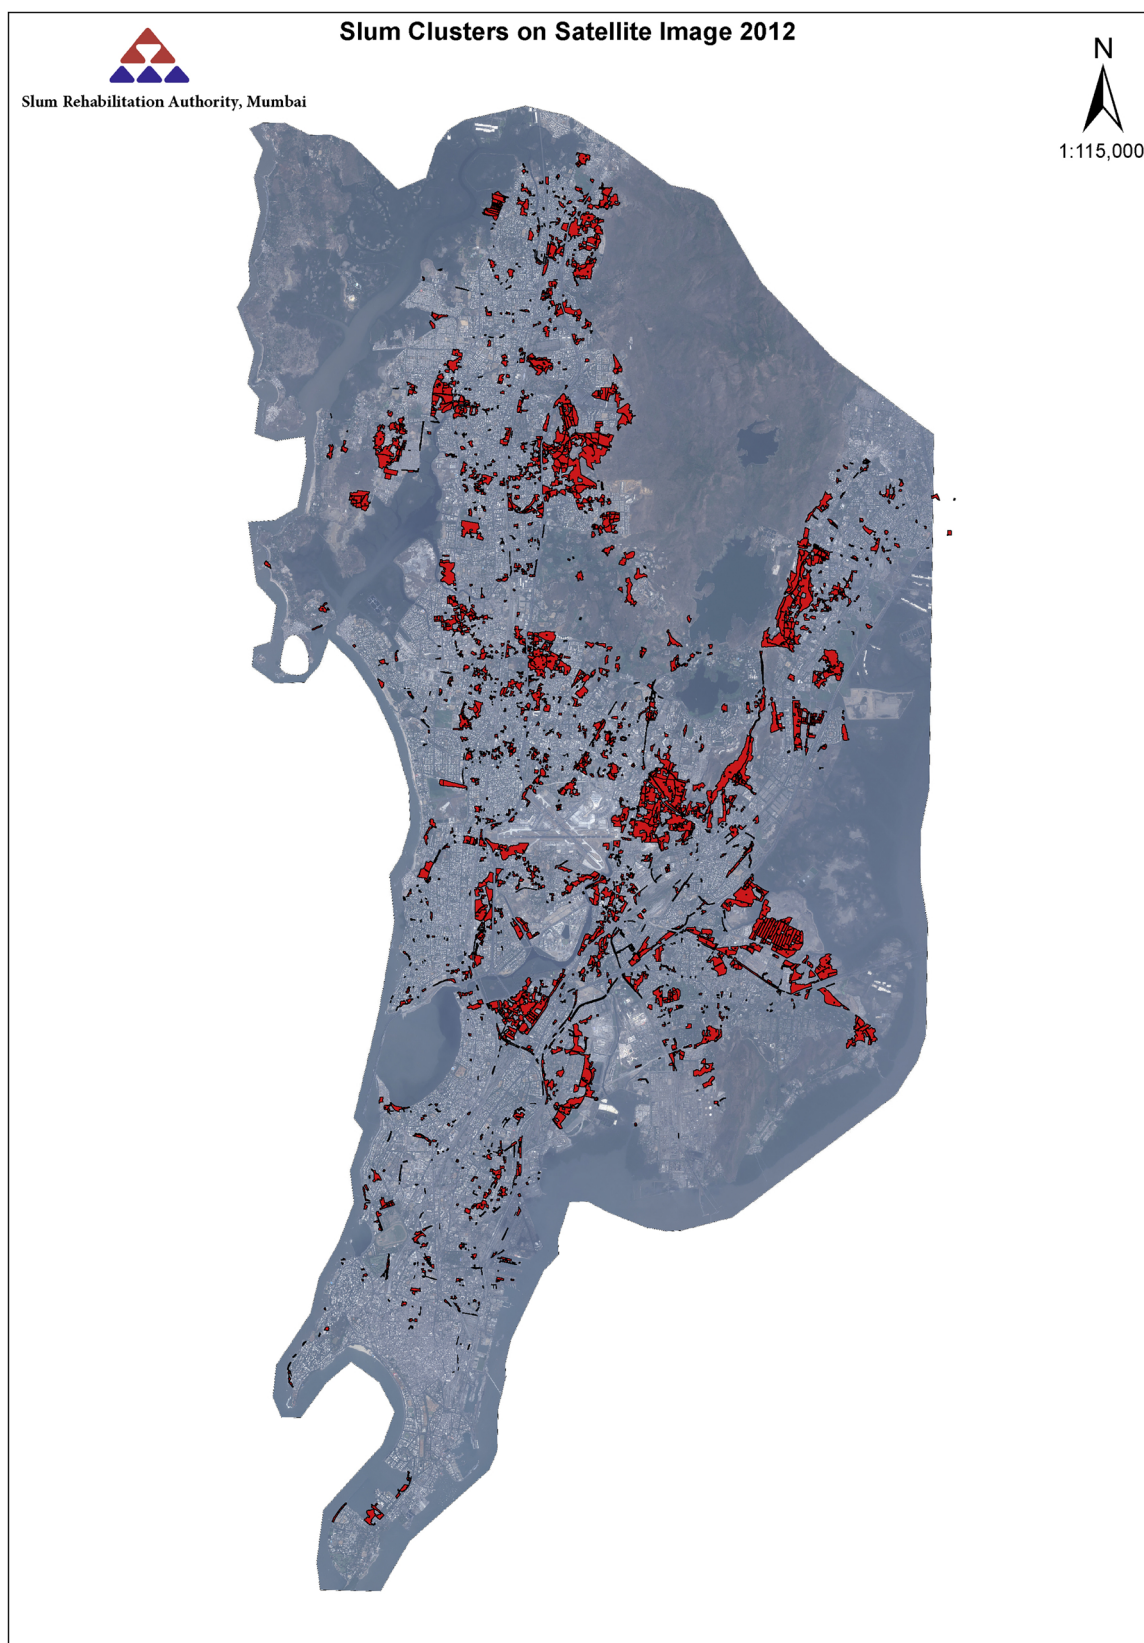 Slum Clusters on Satellite Image 2012
Slum Rehabilitation Authority, Mumbai
N
1:115,000